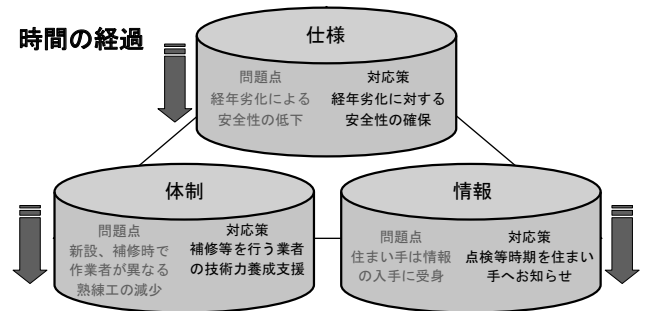 時間の経過
仕様
問題点
経年劣化による
安全性の低下
対応策
経年劣化に対する
安全性の確保
体制
問題点
新設、補修時で
作業者が異なる
熟練工の減少
対応策
補修等を行う業者
の技術力養成支援
情報
問題点
住まい手は情報
の入手に受身
対応策
点検等時期を住まい
手へお知らせ